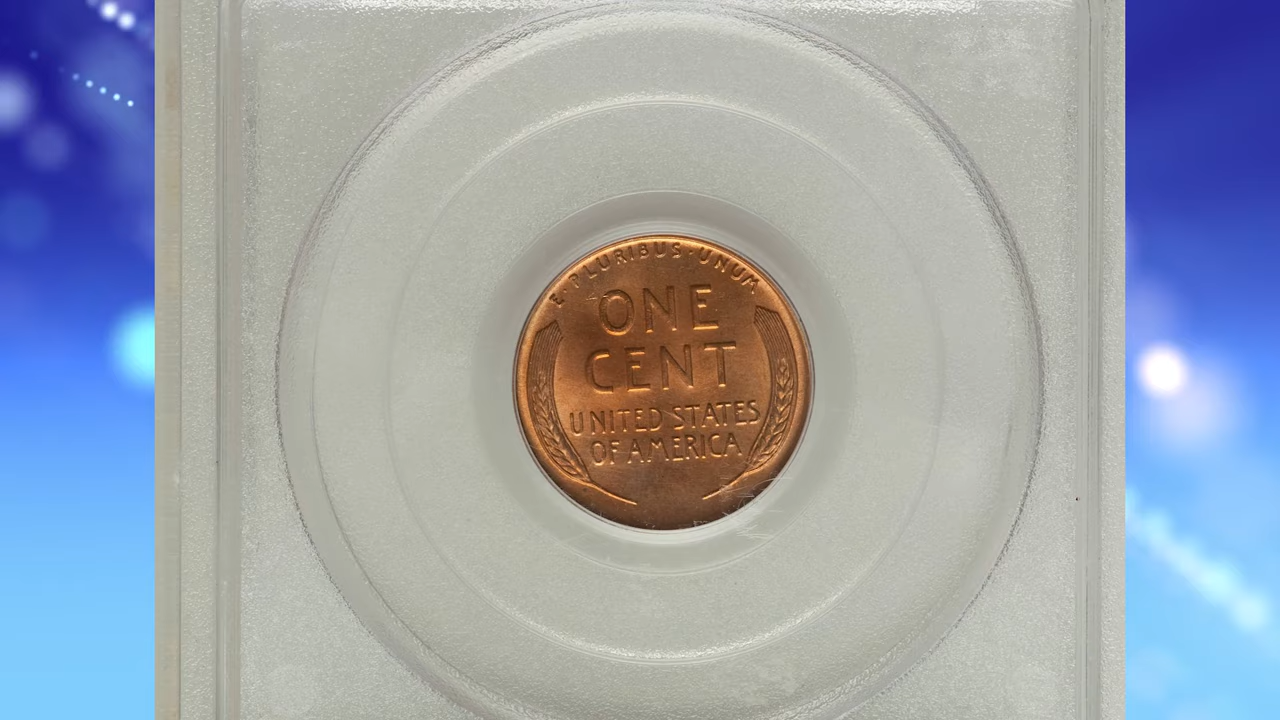 E·PLURIBUS·UNUM
ONE
CENT
UNITED STATES
OF AMERICA